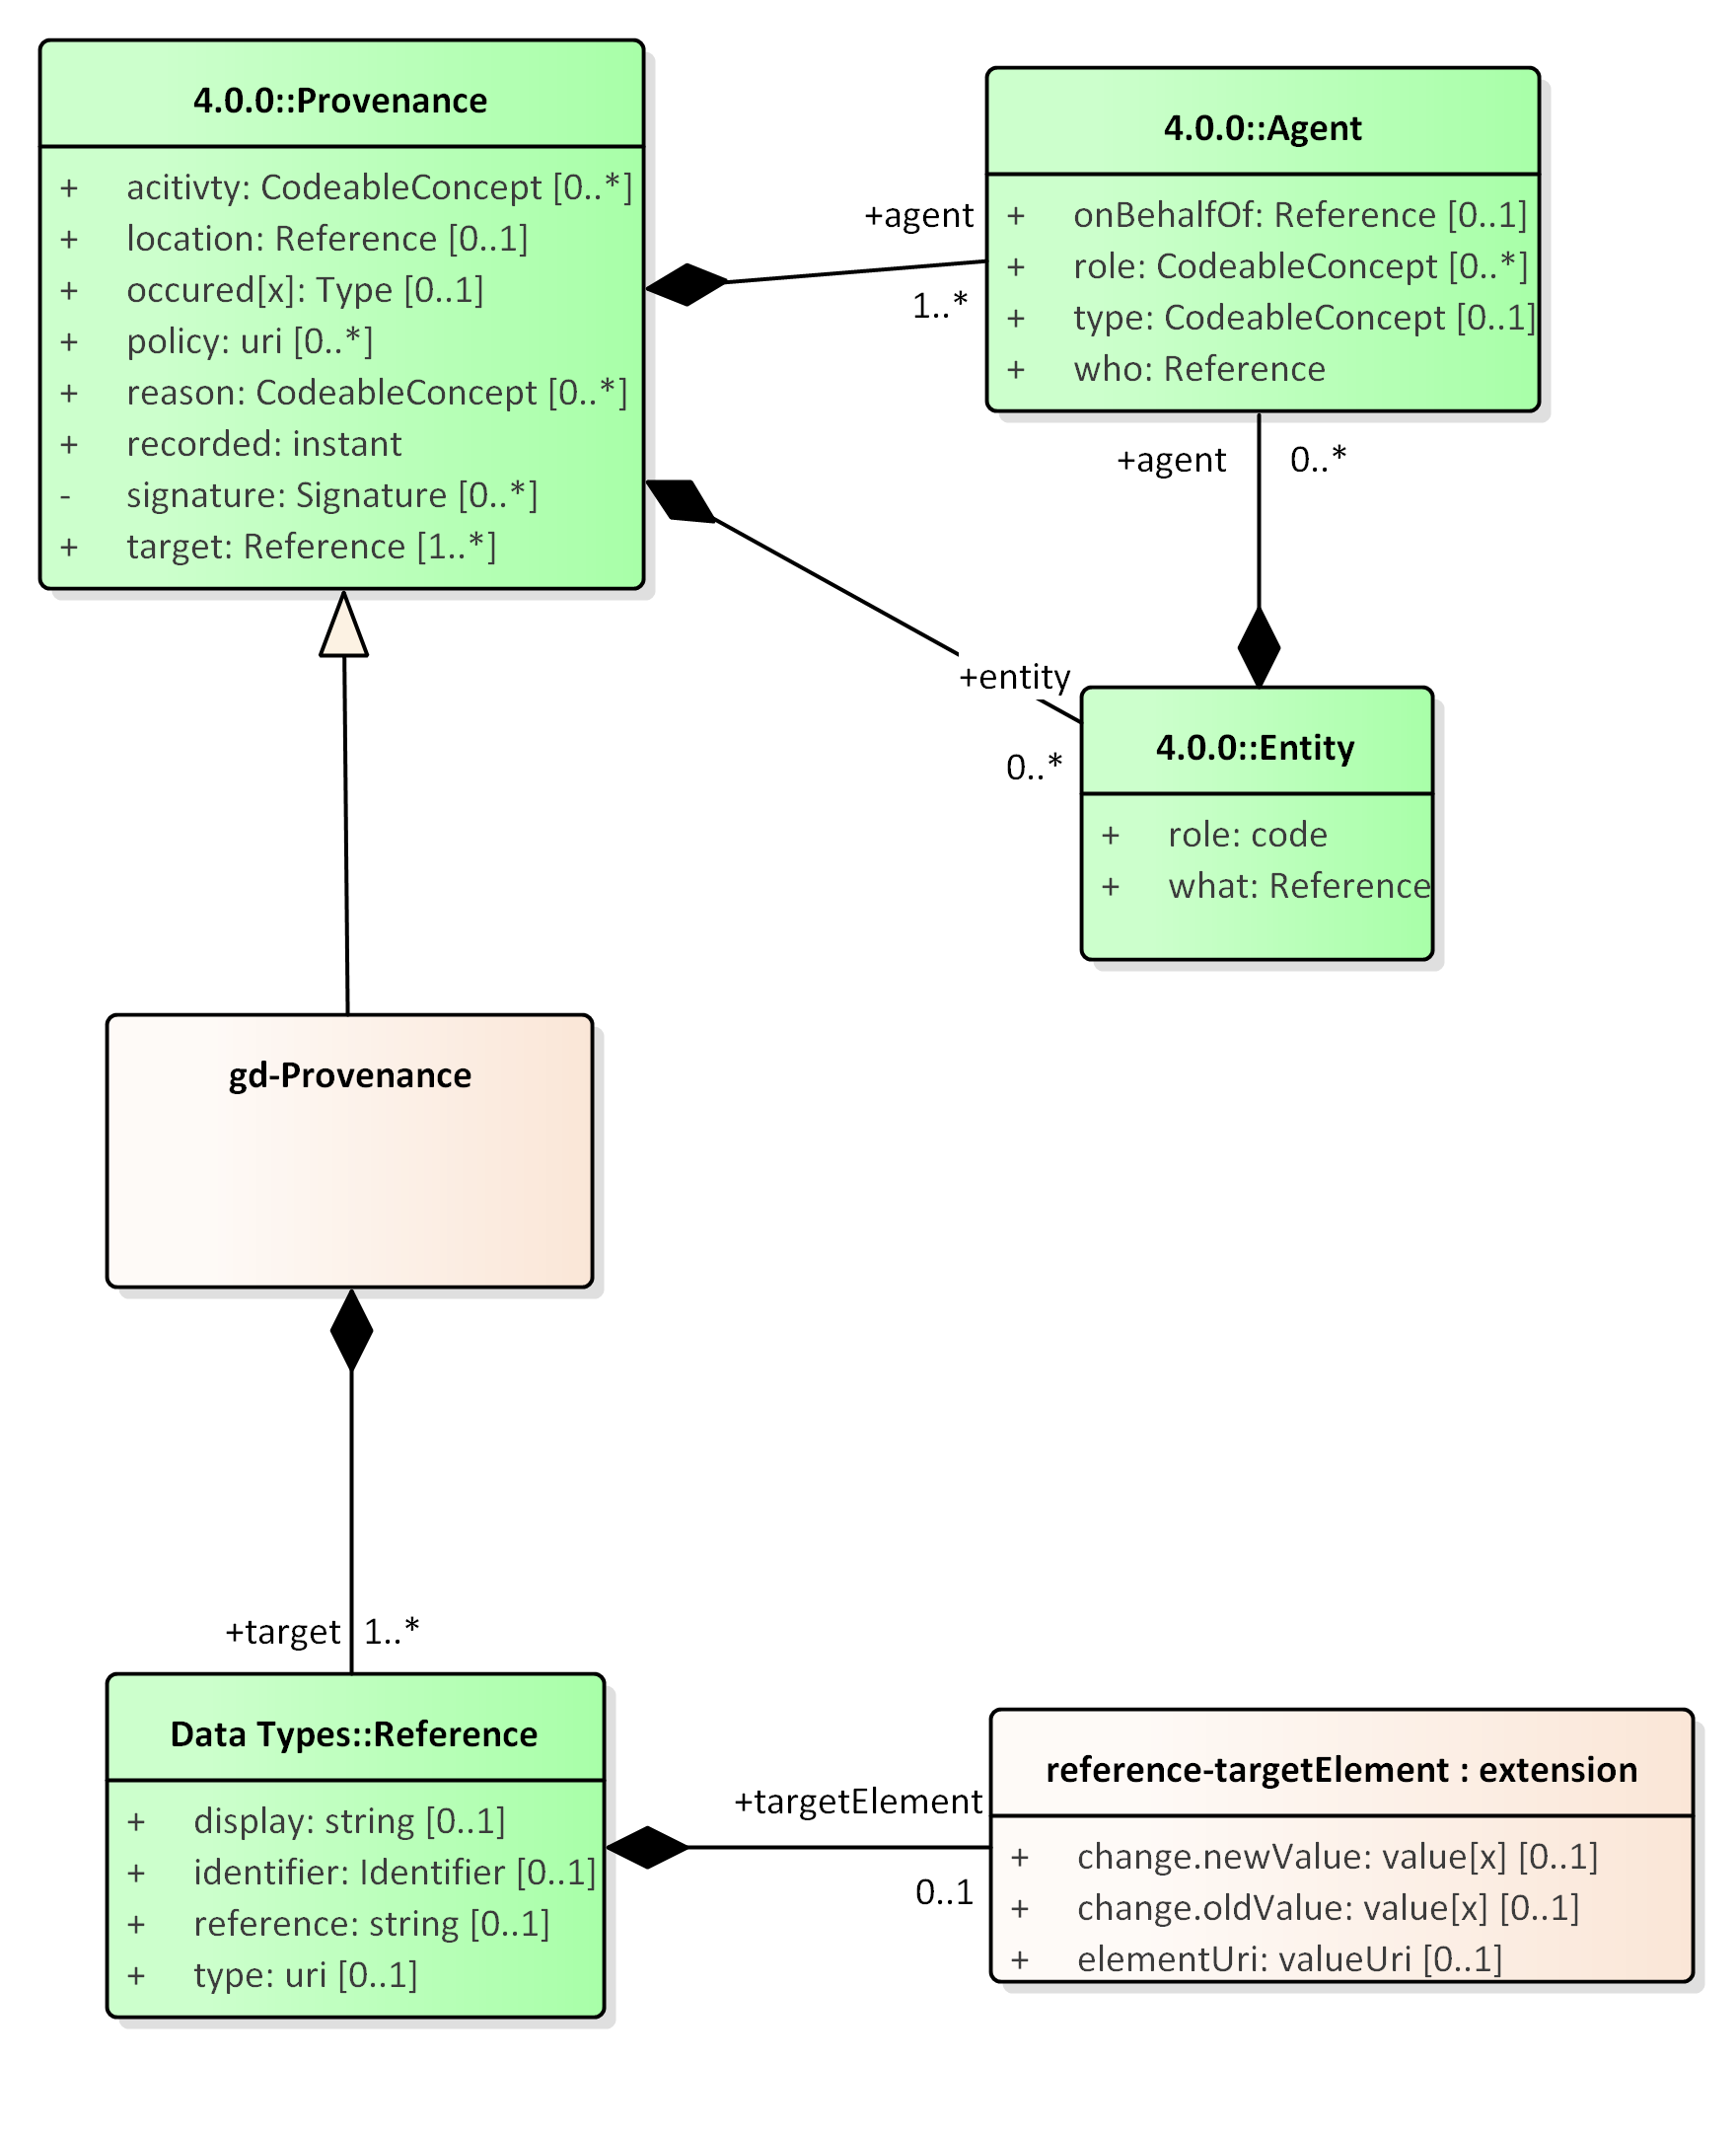 4.0.0::Provenance
+ acitivty: CodeableConcept [0..*]
+ location: Reference [0..1]
+ occured[x]: Type [0..1]
+ policy: uri [0..*]
+ reason: CodeableConcept [0..*]
+ recorded: instant
- signature: Signature [0..*]
+ target: Reference [1..*]
+agent
1..*
4.0.0::Agent
+ onBehalfOf: Reference [0..1]
+ role: CodeableConcept [0..*]
+ type: CodeableConcept [0..1]
+ who: Reference
+agent 0..*
+entity
0..*
4.0.0::Entity
+ role: code
+ what: Reference
gd-Provenance
+target 1..*
Data Types::Reference
+ display: string [0..1]
+ identifier: Identifier [0..1]
+ reference: string [0..1]
+ type: uri [0..1]
+targetElement
0..1
reference-targetElement : extension
+ change.newValue: value[x] [0..1]
+ change.oldValue: value[x] [0..1]
+ elementUri: valueUri [0..1]